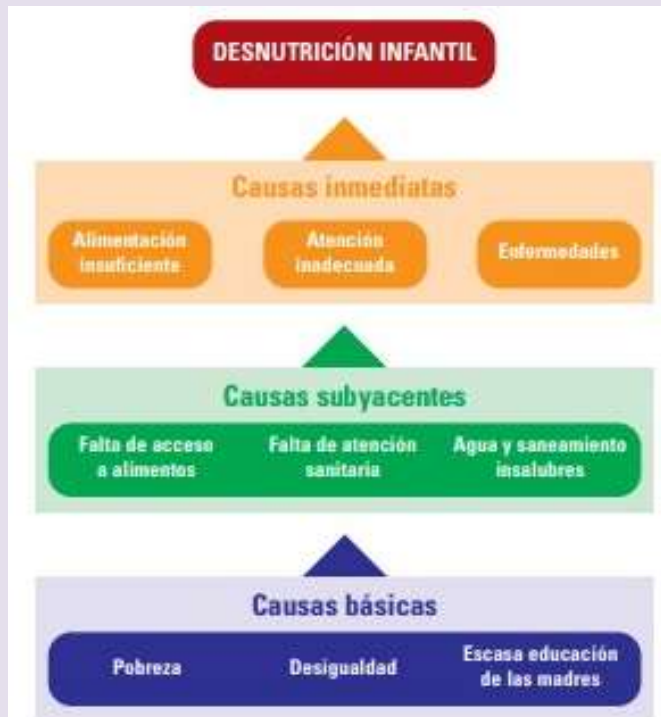 DESNUTRICIÓN INFANTIL
Causas inmediatas
Alimentación
insuficiente
Atención
inadecuada
Enfermedades
Causas subyacentes
Falta de acceso
a alimentos
Falta de atención
sanitaria
Agua y saneamiento
insalubres
Causas básicas
Pobreza
Desigualdad
Escasa educación
de las madres